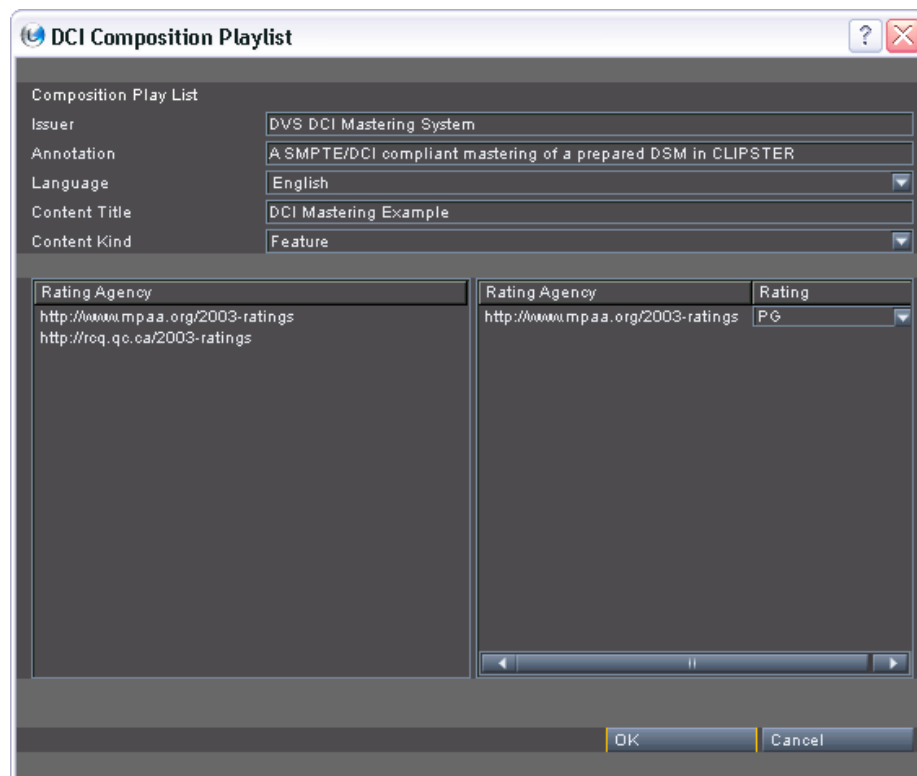 DCI Composition Playlist
?
Composition Play List
Issuer DVS DCI Mastering System
Annotation A SMPTE/DCI compliant mastering of a prepared DSM in CLIPSTER
Language English
Content Title DCI Mastering Example
Content Kind Feature
Rating Agency Rating Agency Rating
http://www.mpaa.org/2003-ratings http://www.mpaa.org/2003-ratings PG
http://rcq.qc.ca/2003-ratings
OK Cancel